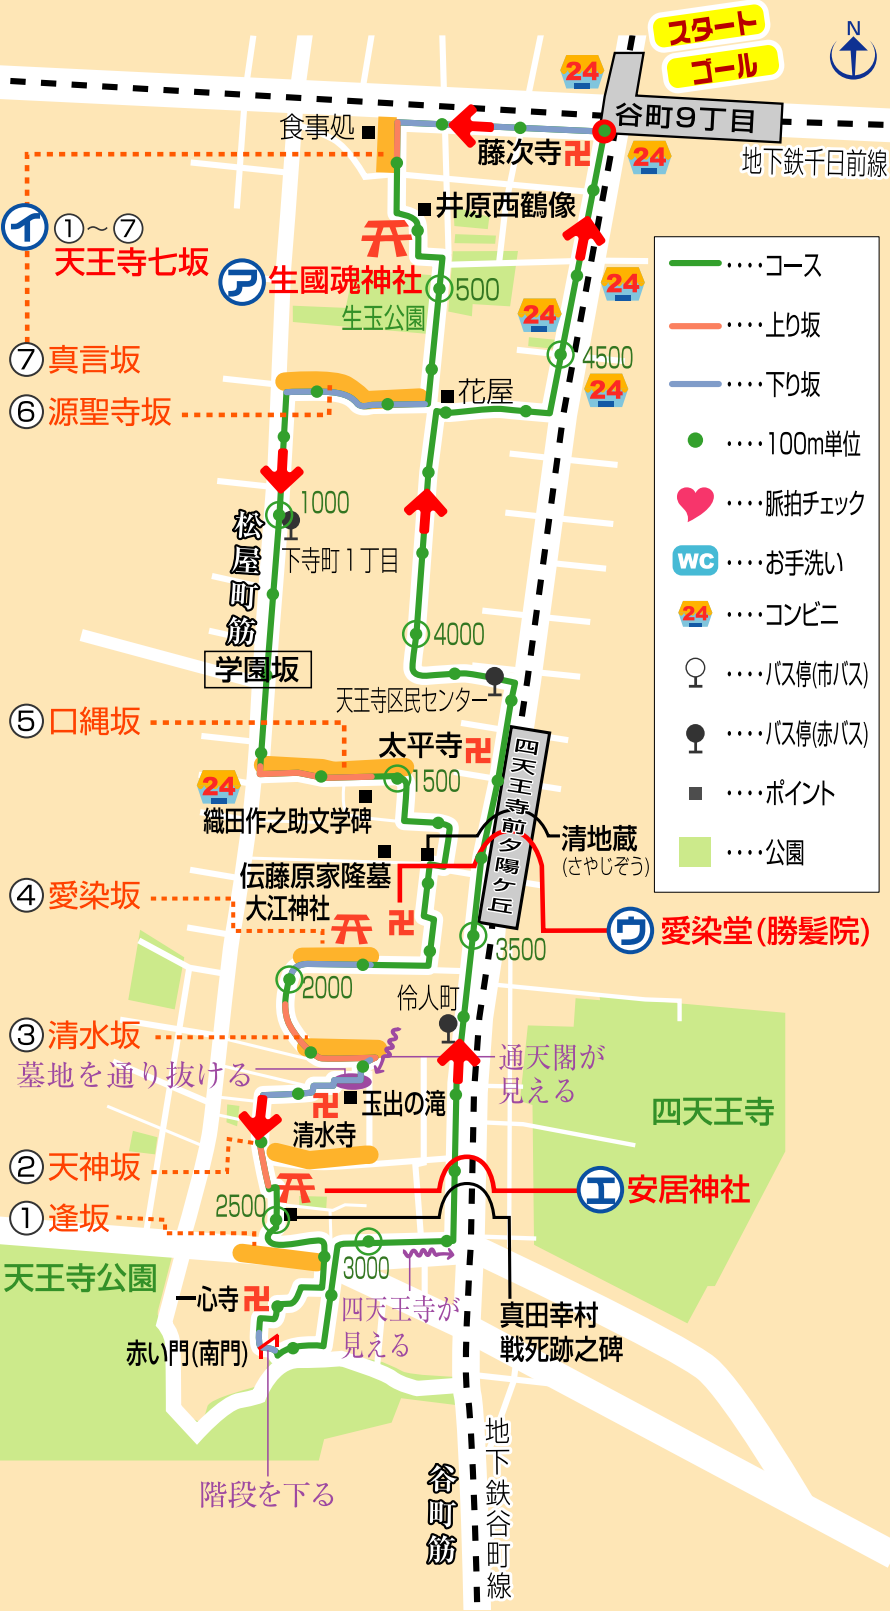 スタート
ゴール
N
24
谷町9丁目
食事処
藤次寺
24
地下鉄千日前線
井原西鶴像
イ
①～⑦
天王寺七坂
ア
生國魂神社
24
500
24
生玉公園
⑦真言坂
4500
24
花屋
⑥源聖寺坂
1000
松屋町筋
下寺町1丁目
4000
学園坂
天王寺区民センター
⑤口縄坂
太平寺
四天王寺前夕陽ケ丘
24
1500
織田作之助文学碑
清地蔵
(さやじぞう)
伝藤原家隆墓
④愛染坂
大江神社
ウ
愛染堂(勝髪院)
3500
2000
伶人町
③清水坂
墓地を通り抜ける
通天閣が
見える
玉出の滝
清水寺
四天王寺
②天神坂
エ
安居神社
2500
①逢坂
3000
天王寺公園
一心寺
四天王寺が
見える
真田幸村
戦死跡之碑
赤い門(南門)
階段を下る
谷町筋
地下鉄谷町線
‥‥コース
‥‥上り坂
‥‥下り坂
‥‥100m単位
‥‥脈拍チェック
WC‥‥お手洗い
24‥‥コンビニ
‥‥バス停(市バス)
‥‥バス停(赤バス)
‥‥ポイント
‥‥公園